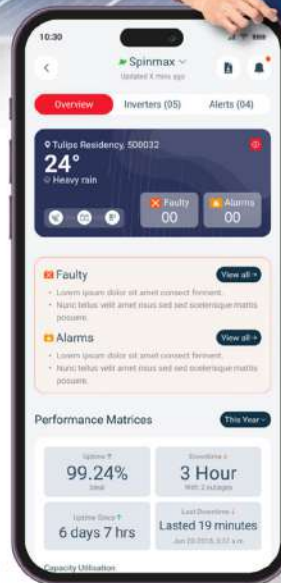 10:30
Spinmax
Updated X mins ago
Overview
Inverters (05)
Alerts (04)
Tulips Residency, 500032
24°
Heavy rain
Faulty
00
Alarms
00
Faulty
View all
• Lorem ipsum dolor sit amet consect ferment.
• Nunc tellus velit amet risus sed sed scelerisque mattis
posuere.
Alarms
View all
• Lorem ipsum dolor sit amet consect ferment.
• Nunc tellus velit amet risus sed sed scelerisque mattis
posuere.
Performance Matrices
This Year
Uptime
99.24%
Downtime
3 Hour
Uptime Since
6 days 7 hrs
Last Downtime
Lasted 19 minutes
Capacity Utilisation